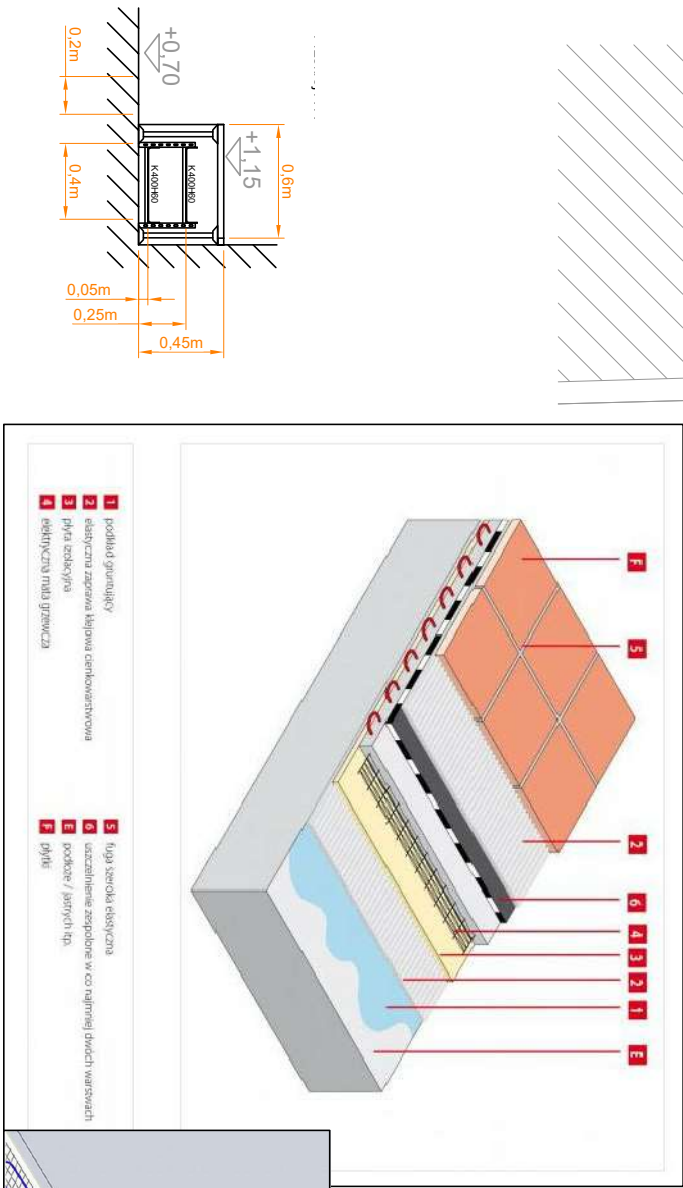 +0,70
0,2m
+1,15
0,6m
0,4m
K400H60
K400H60
0,05m
0,25m
0,45m
F
5
2
6
4
3
2
1
E
1 podkład gruntujący
2 elastyczna zaprawa klejowa cienkowarstwowa
3 płyta izolacyjna
4 elektryczna mata grzewcza
5 fuga szeroka elastyczna
6 uszczelnienie zespolone w co najmniej dwóch warstwach
E podłoże / jastrych itp.
F płytki